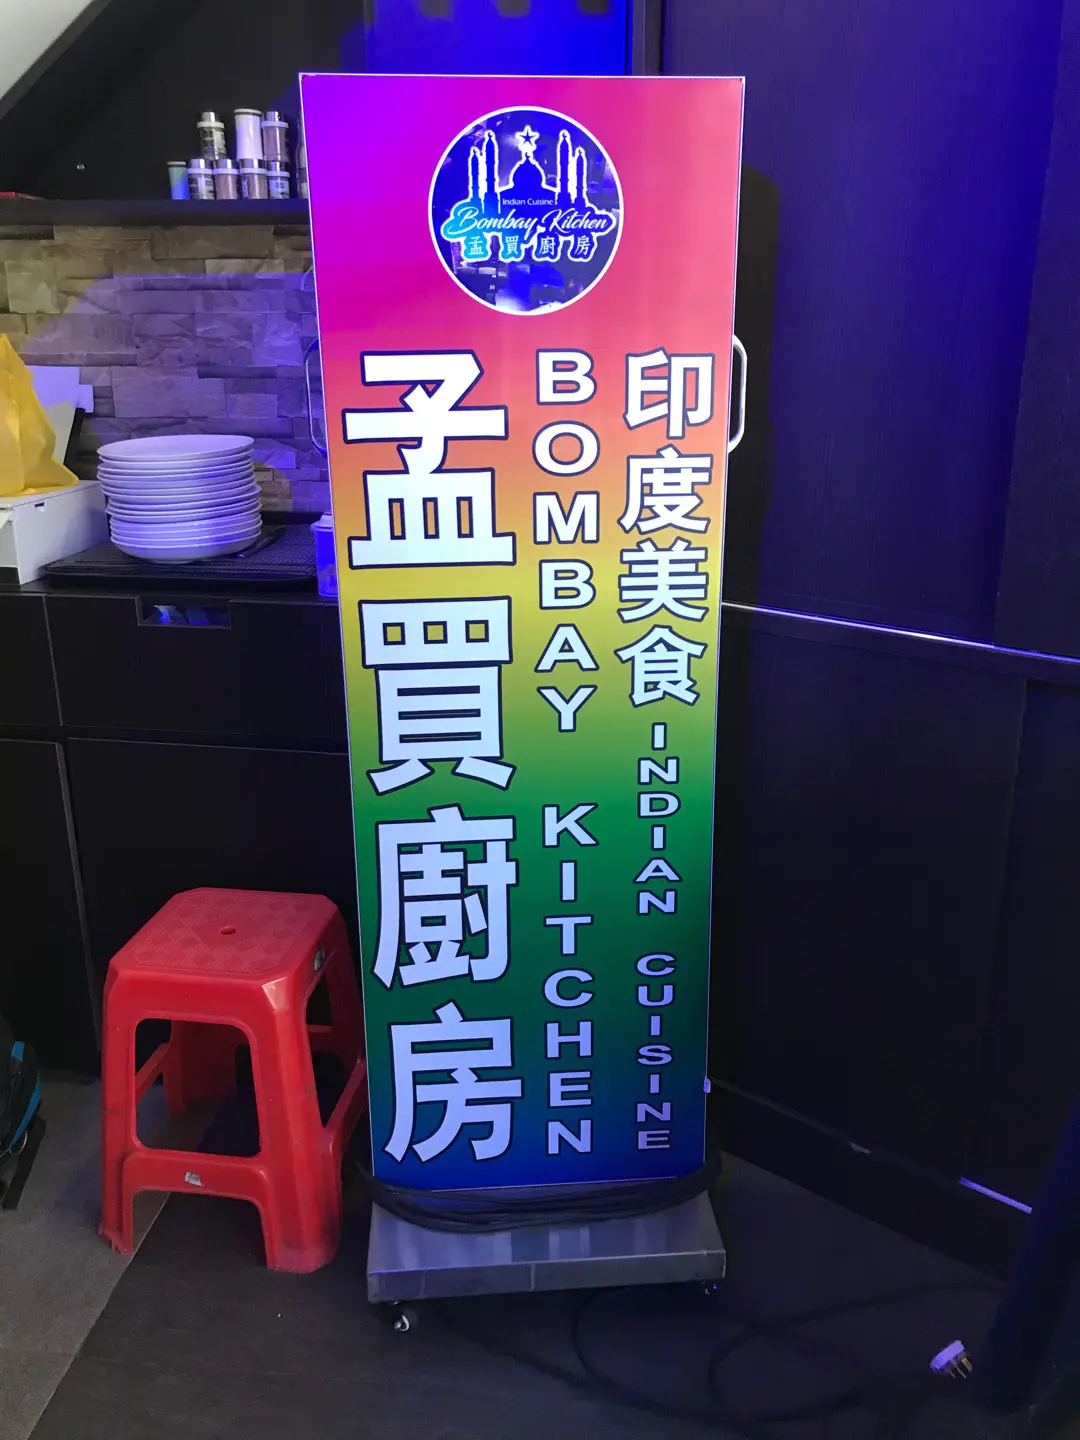 Indian Cuisine
Bombay Kitchen
孟買廚房
孟買廚房
BOMBAY KITCHEN
印度美食 INDIAN CUISINE